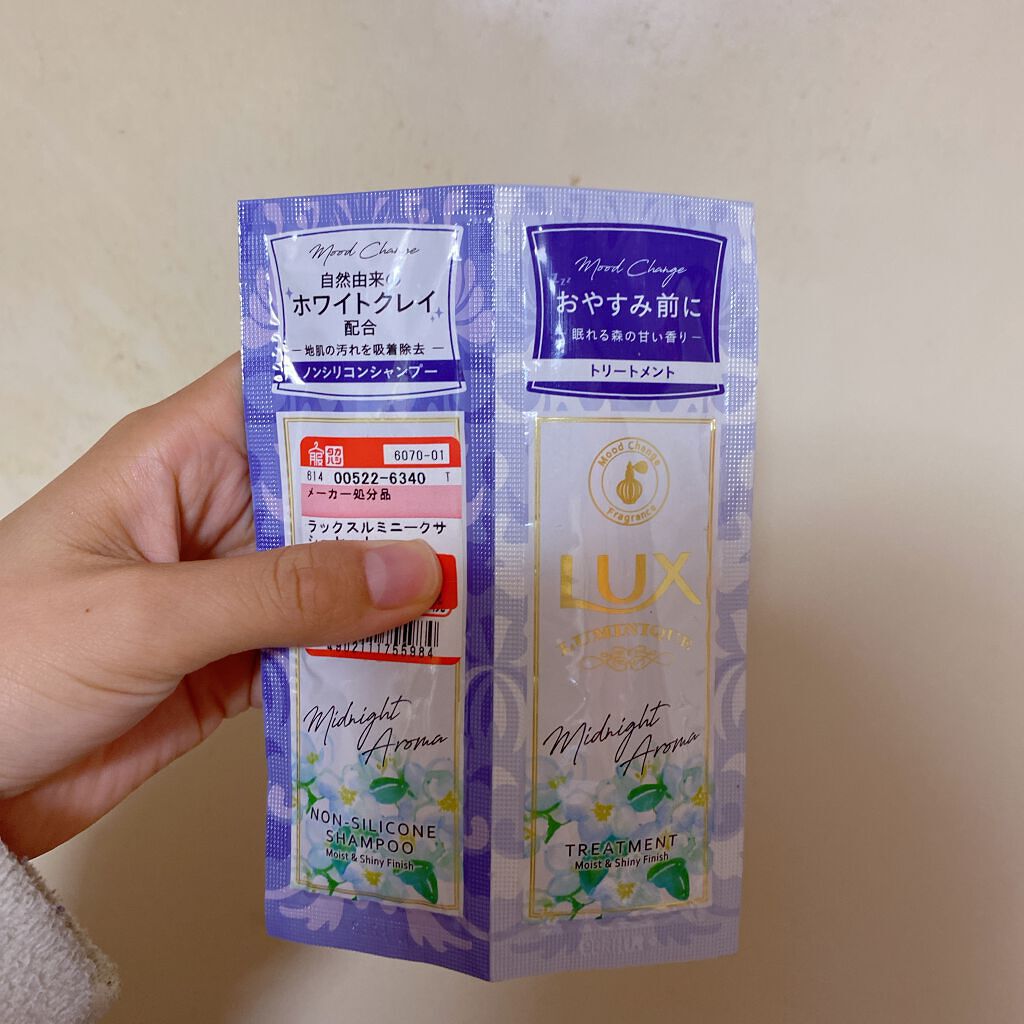 Mood Change
自然由来の
ホワイトクレイ
配合
地肌の汚れを吸着除去
ノンシリコンシャンプー
6070-01
614 00522-6340 T
メーカー処分品
ラックスルミニークサ
4902111755984
Midnight
Aroma
NON-SILICONE
SHAMPOO
Moist & Shiny Finish
Mood Change
zzz
おやすみ前に
眠れる森の甘い香り
トリートメント
Mood Change
Fragrance
LUX
LUMINIQUE
Midnight
Aroma
TREATMENT
Moist & Shiny Finish